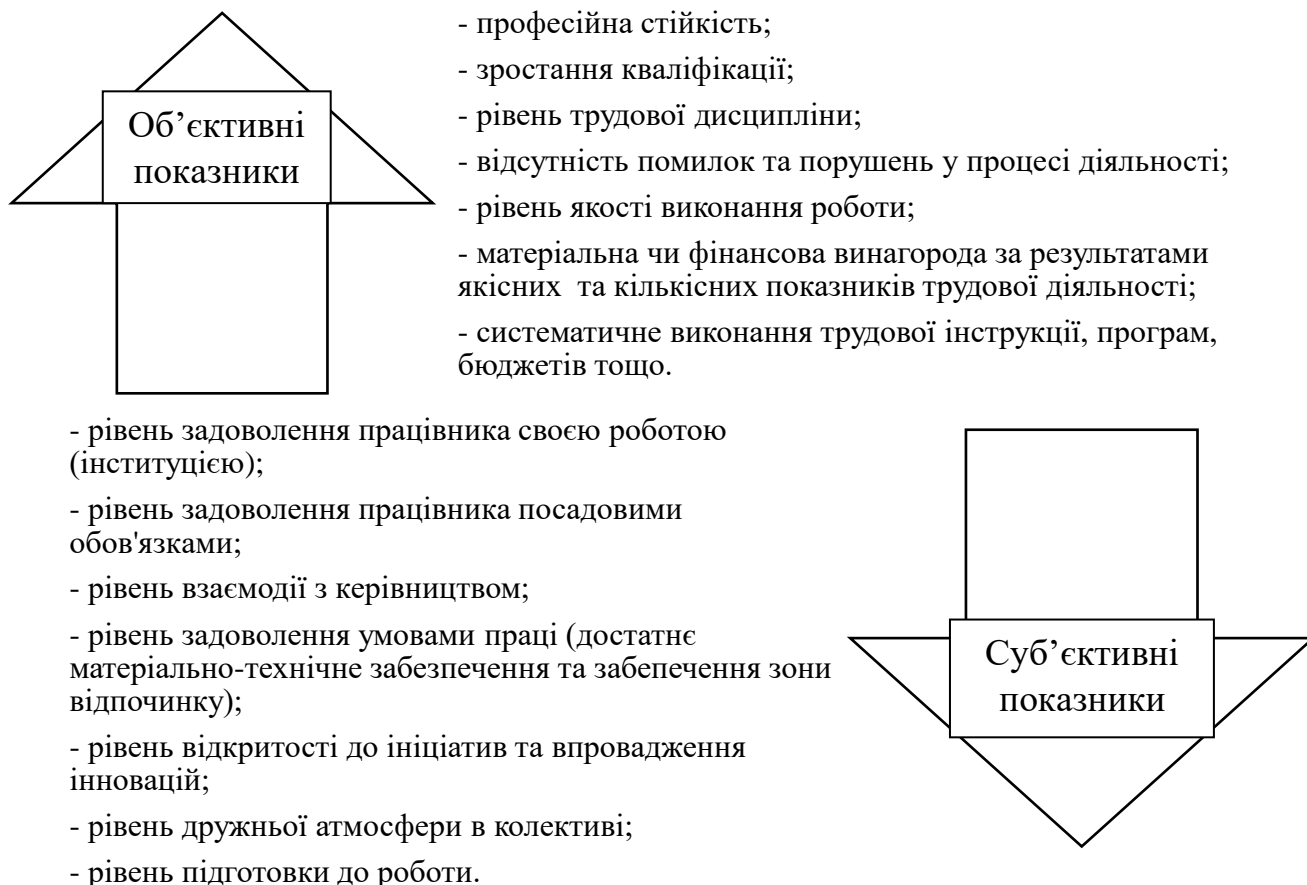 Об’єктивні
показники
- професійна стійкість;
- зростання кваліфікації;
- рівень трудової дисципліни;
- відсутність помилок та порушень у процесі діяльності;
- рівень якості виконання роботи;
- матеріальна чи фінансова винагорода за результатами
якісних та кількісних показників трудової діяльності;
- систематичне виконання трудової інструкції, програм,
бюджетів тощо.
- рівень задоволення працівника своєю роботою
(інституцією);
- рівень задоволення працівника посадовими
обов'язками;
- рівень взаємодії з керівництвом;
- рівень задоволення умовами праці (достатнє
матеріально-технічне забезпечення та забепечення зони
відпочинку);
- рівень відкритості до ініціатив та впровадження
інновацій;
- рівень дружньої атмосфери в колективі;
- рівень підготовки до роботи.
Суб’єктивні
показники